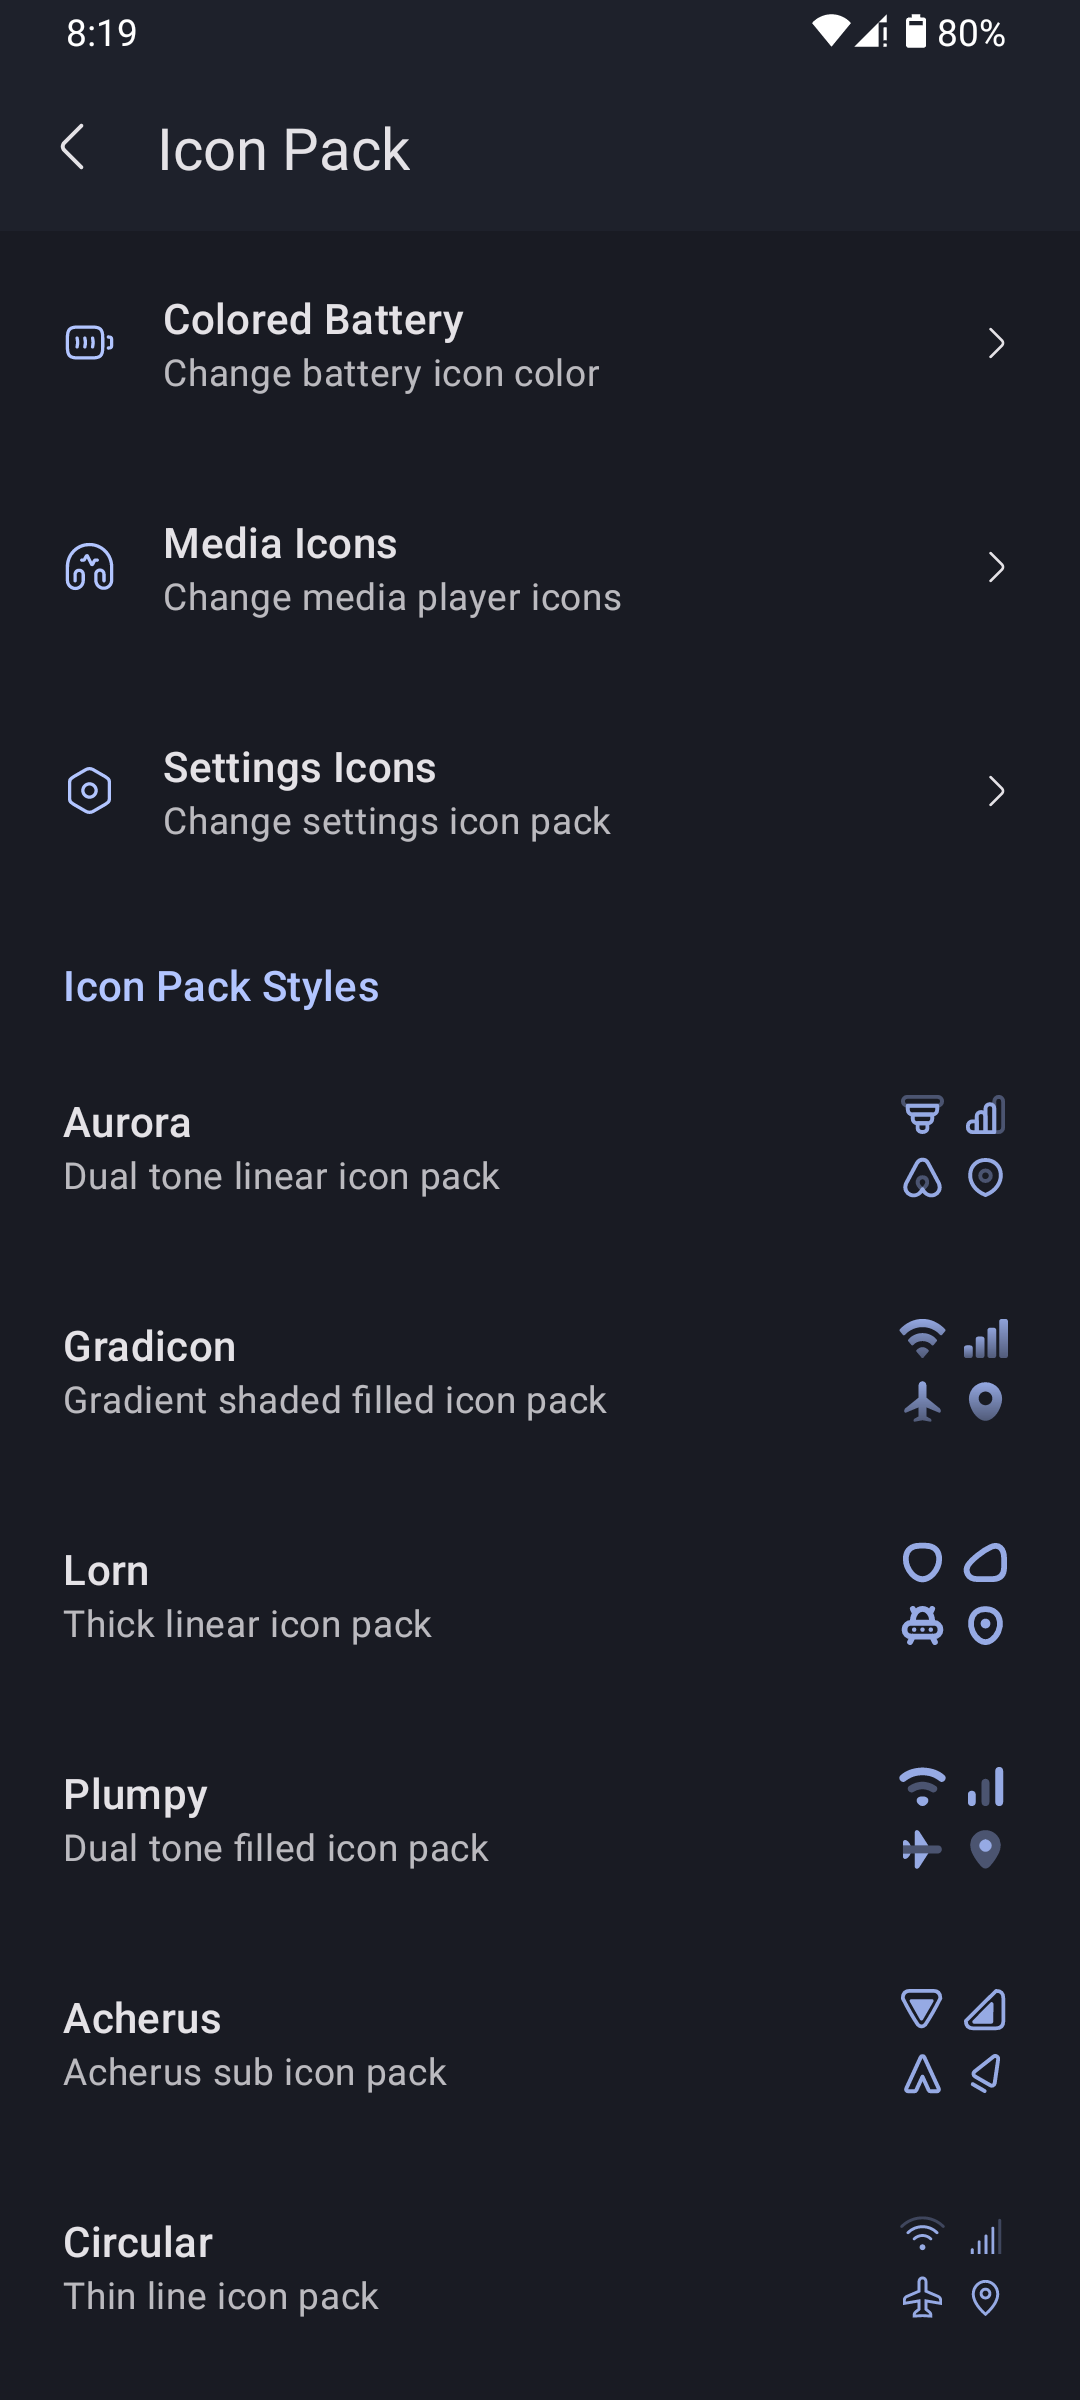 8:19
80%
Icon Pack
Colored Battery
Change battery icon color
Media Icons
Change media player icons
Settings Icons
Change settings icon pack
Icon Pack Styles
Aurora
Dual tone linear icon pack
Gradicon
Gradient shaded filled icon pack
Lorn
Thick linear icon pack
Plumpy
Dual tone filled icon pack
Acherus
Acherus sub icon pack
Circular
Thin line icon pack